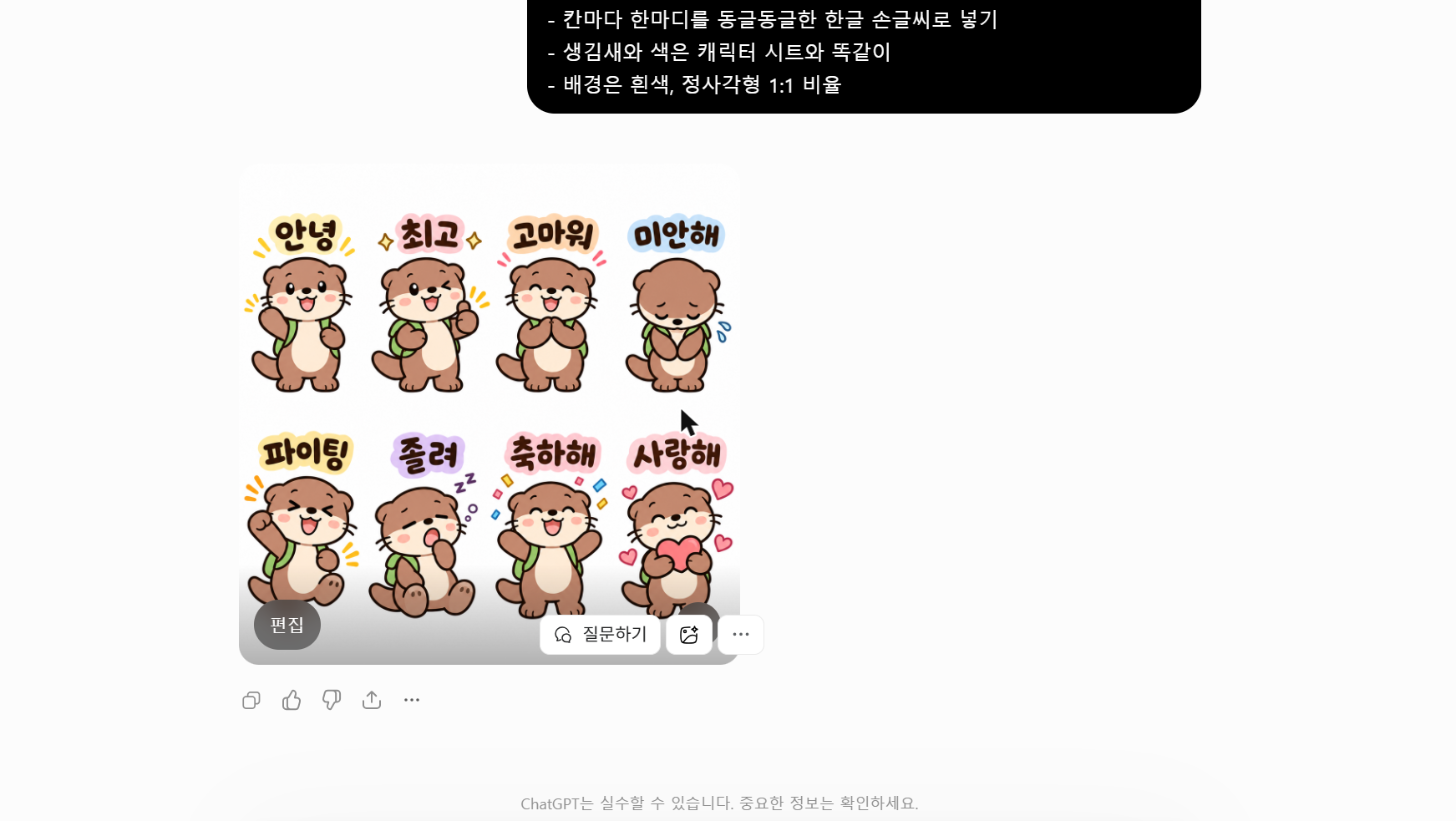 - 칸마다 한마디를 동글동글한 한글 손글씨로 넣기
- 생김새와 색은 캐릭터 시트와 똑같이
- 배경은 흰색, 정사각형 1:1 비율
안녕 최고 고마워 미안해
파이팅 졸려 축하해 사랑해
zz
편집 질문하기
ChatGPT는 실수할 수 있습니다. 중요한 정보는 확인하세요.